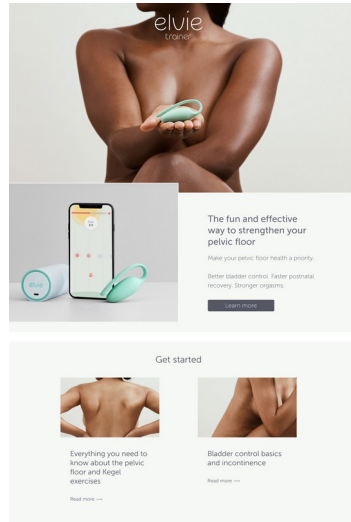 elvie
trainer
elvie
The fun and effective
way to strengthen your
pelvic floor
Make your pelvic floor health a priority.
Better bladder control. Faster postnatal
recovery. Stronger orgasms.
Learn more
Get started
Everything you need to
know about the pelvic
floor and Kegel
exercises
Read more ⟶
Bladder control basics
and incontinence
Read more ⟶